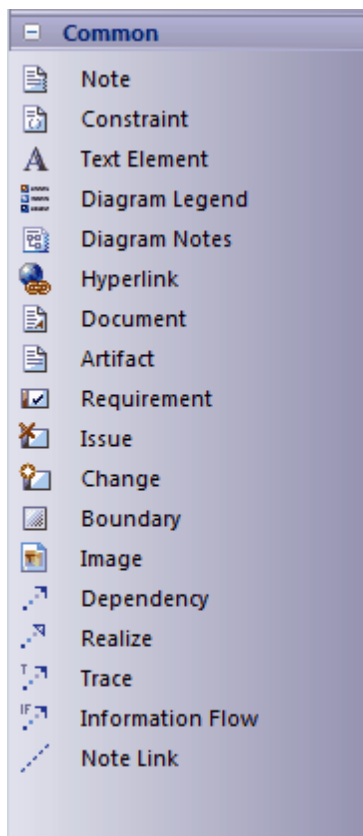 Common
Note
Constraint
A Text Element
Diagram Legend
Diagram Notes
Hyperlink
Document
Artifact
Requirement
Issue
Change
Boundary
Image
Dependency
Realize
T Trace
IF Information Flow
Note Link